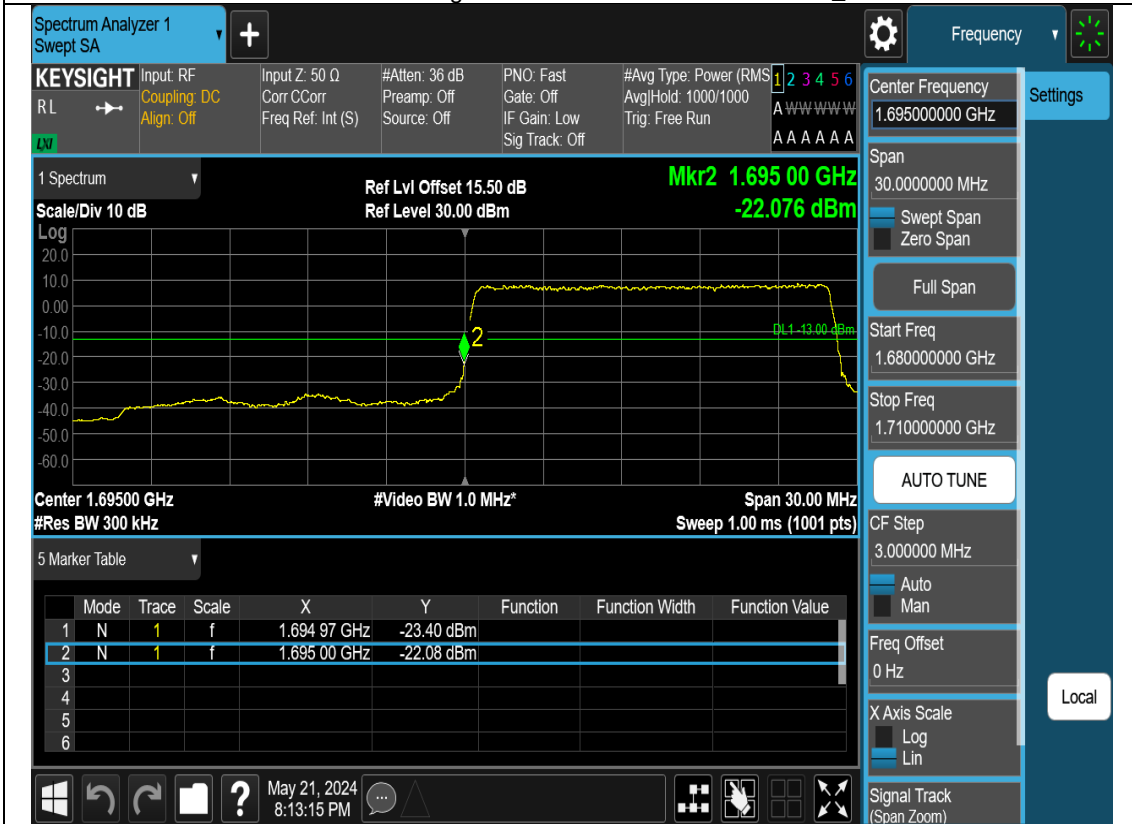 Spectrum Analyzer 1
Swept SA
Frequency
KEYSIGHT
RL
LXI
Input: RF
Coupling: DC
Align: Off
Input Z: 50 Ω
Corr CCorr
Freq Ref: Int (S)
#Atten: 36 dB
Preamp: Off
Source: Off
PNO: Fast
Gate: Off
IF Gain: Low
Sig Track: Off
#Avg Type: Power (RMS
Avg|Hold: 1000/1000
Trig: Free Run
1 2 3 4 5 6
A W W W W W
A A A A A A
1 Spectrum
Ref Lvl Offset 15.50 dB
Mkr2 1.695 00 GHz
Scale/Div 10 dB
Ref Level 30.00 dBm
-22.076 dBm
Log
20.0
10.0
0.00
-10.0
-20.0
-30.0
-40.0
-50.0
-60.0
2
DL1 -13.00 dBm
Center 1.69500 GHz
#Video BW 1.0 MHz*
Span 30.00 MHz
#Res BW 300 kHz
Sweep 1.00 ms (1001 pts)
5 Marker Table
Mode Trace Scale X Y Function Function Width Function Value
1 N 1 f 1.694 97 GHz -23.40 dBm
2 N 1 f 1.695 00 GHz -22.08 dBm
3
4
5
6
Center Frequency
1.695000000 GHz
Settings
Span
30.0000000 MHz
Swept Span
Zero Span
Full Span
Start Freq
1.680000000 GHz
Stop Freq
1.710000000 GHz
AUTO TUNE
CF Step
3.000000 MHz
Auto
Man
Freq Offset
0 Hz
X Axis Scale
Log
Lin
Local
Signal Track
(Span Zoom)
?
May 21, 2024
8:13:15 PM